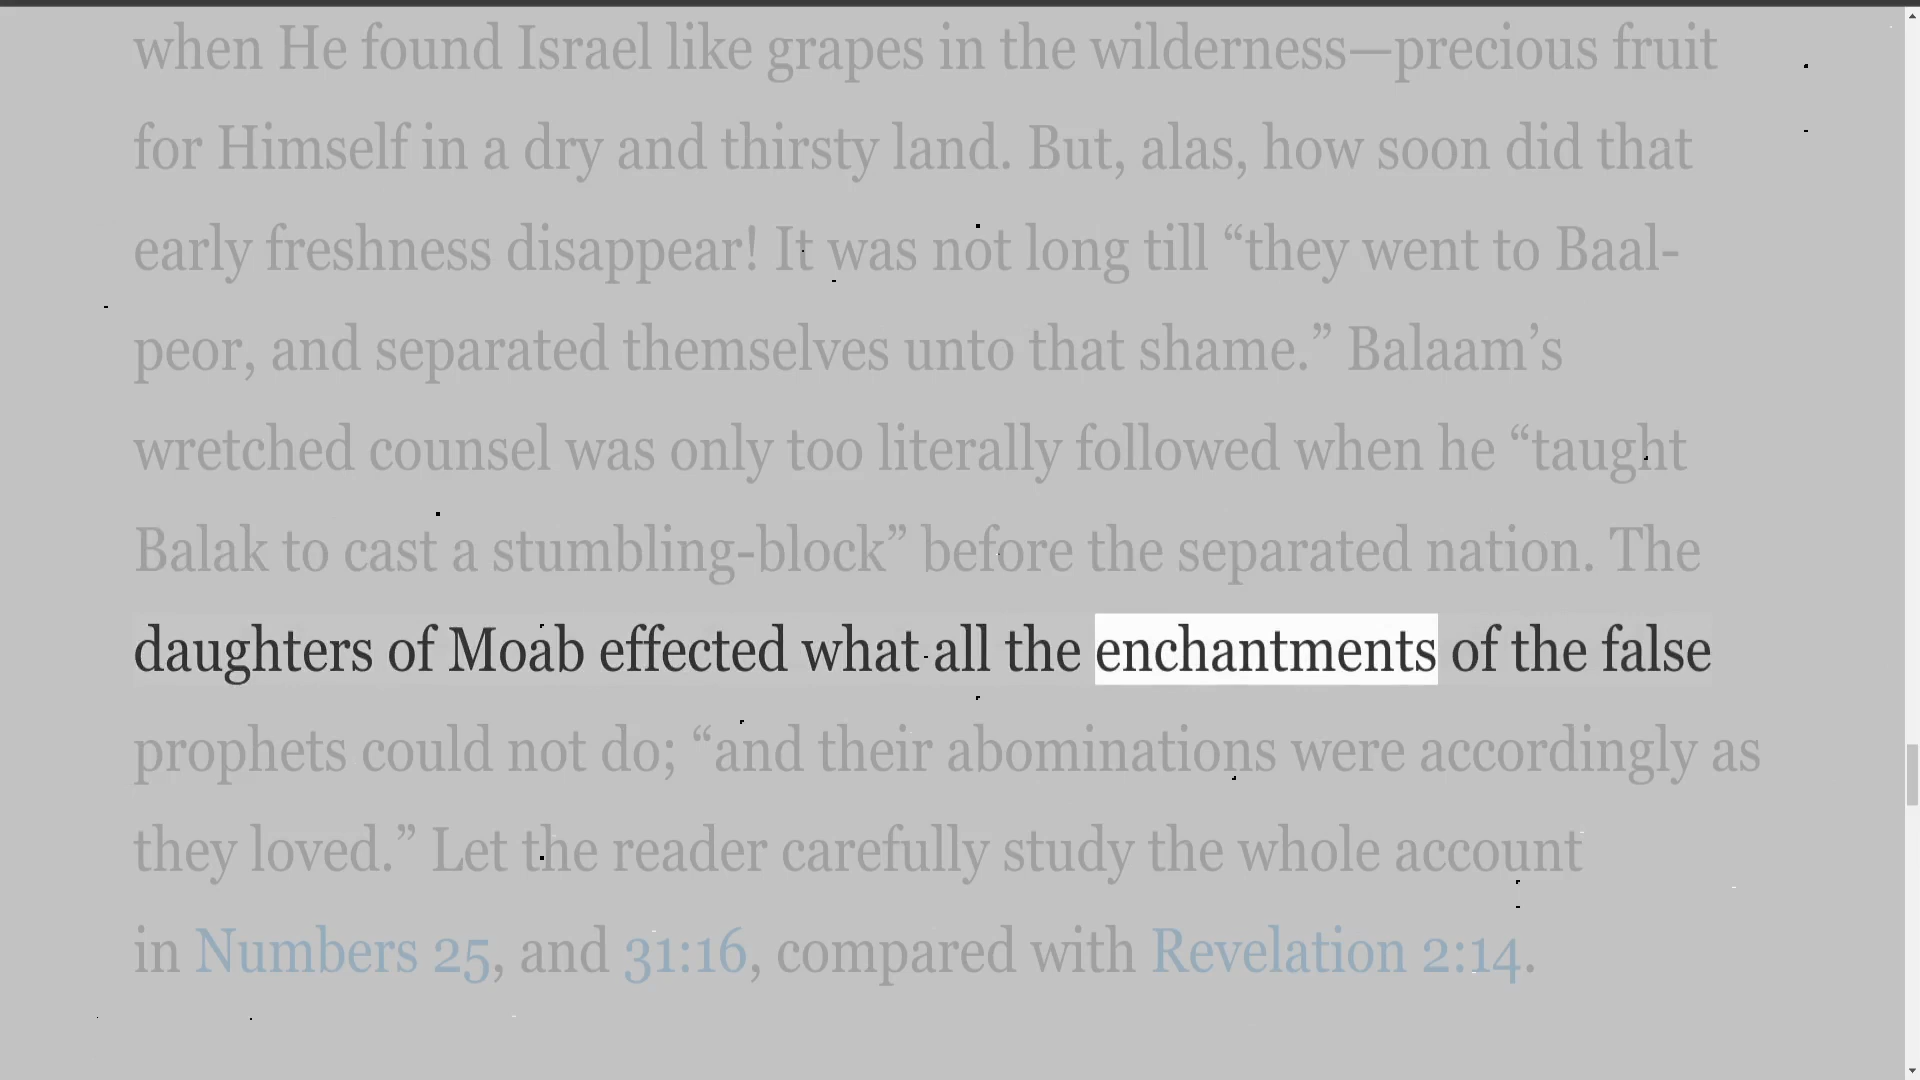 when He found Israel like grapes in the wilderness—precious fruit
for Himself in a dry and thirsty land. But, alas, how soon did that
early freshness disappear! It was not long till “they went to Baal-
peor, and separated themselves unto that shame.” Balaam’s
wretched counsel was only too literally followed when he “taught
Balak to cast a stumbling-block” before the separated nation. The
daughters of Moab effected what all the enchantments of the false
prophets could not do; “and their abominations were accordingly as
they loved.” Let the reader carefully study the whole account
in Numbers 25, and 31:16, compared with Revelation 2:14.